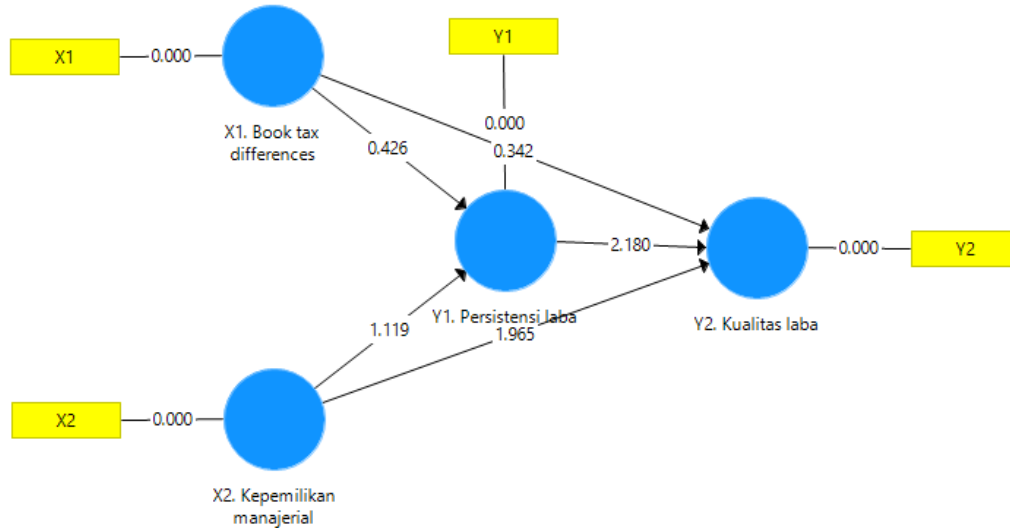 X1
0.000
Y1
X1. Book tax
differences
0.000
0.426
0.342
2.180
0.000
Y2
Y1. Persistensi laba
Y2. Kualitas laba
1.119
1.965
X2
0.000
X2. Kepemilikan
manajerial